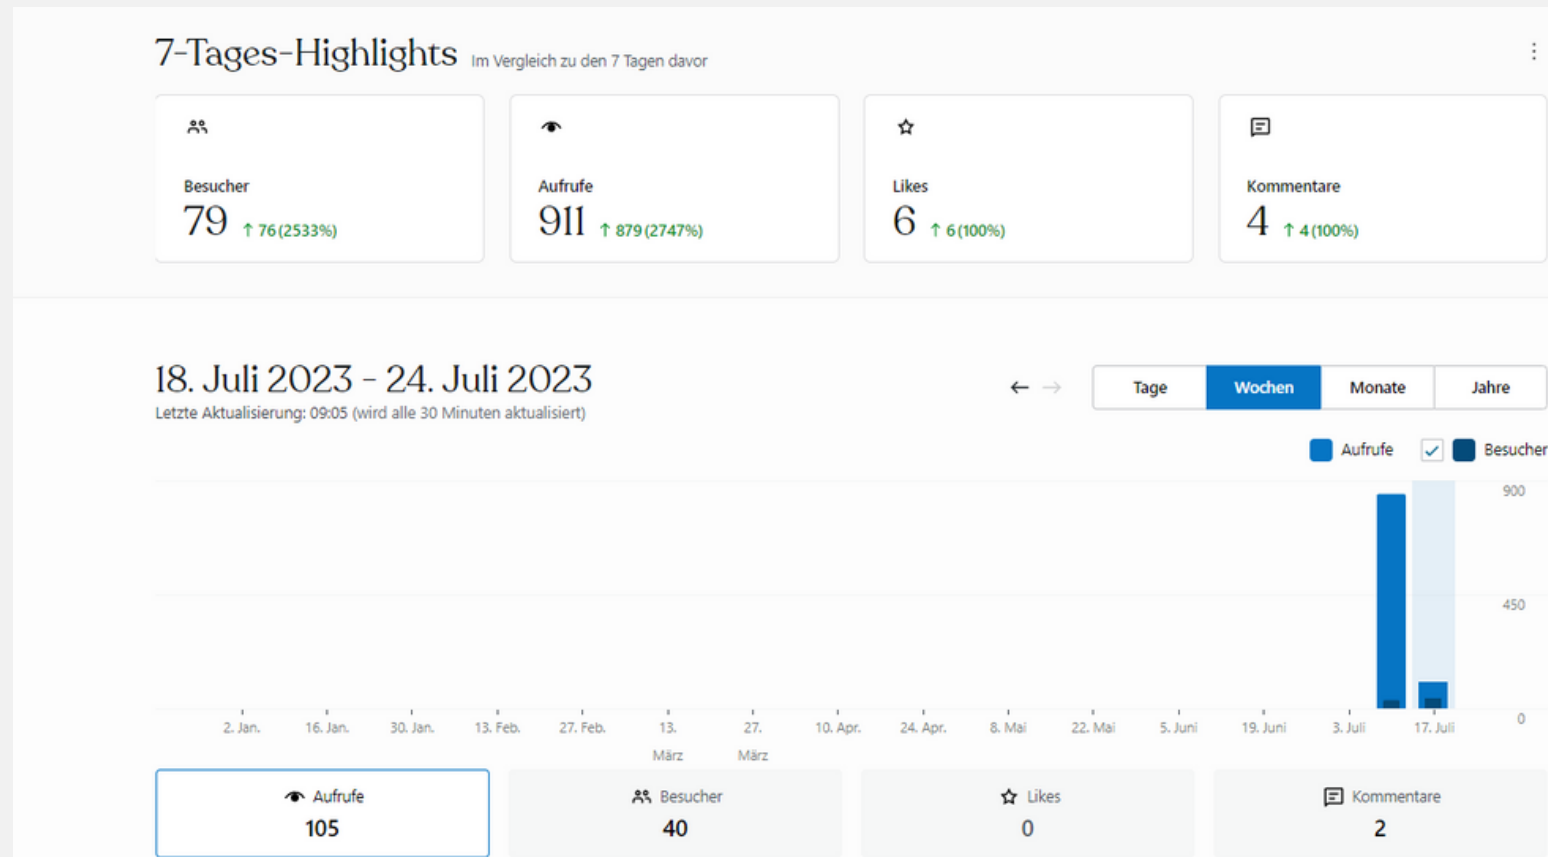 7-Tages-Highlights Im Vergleich zu den 7 Tagen davor
Besucher
79 ↑ 76 (2533%)
Aufrufe
911 ↑ 879 (2747%)
Likes
6 ↑ 6 (100%)
Kommentare
4 ↑ 4 (100%)
18. Juli 2023 - 24. Juli 2023
Letzte Aktualisierung: 09:05 (wird alle 30 Minuten aktualisiert)
← →
Tage Wochen Monate Jahre
Aufrufe Besucher
900
450
0
2. Jan. 16. Jan. 30. Jan. 13. Feb. 27. Feb. 13. März 27. März 10. Apr. 24. Apr. 8. Mai 22. Mai 5. Juni 19. Juni 3. Juli 17. Juli
Aufrufe
105
Besucher
40
Likes
0
Kommentare
2